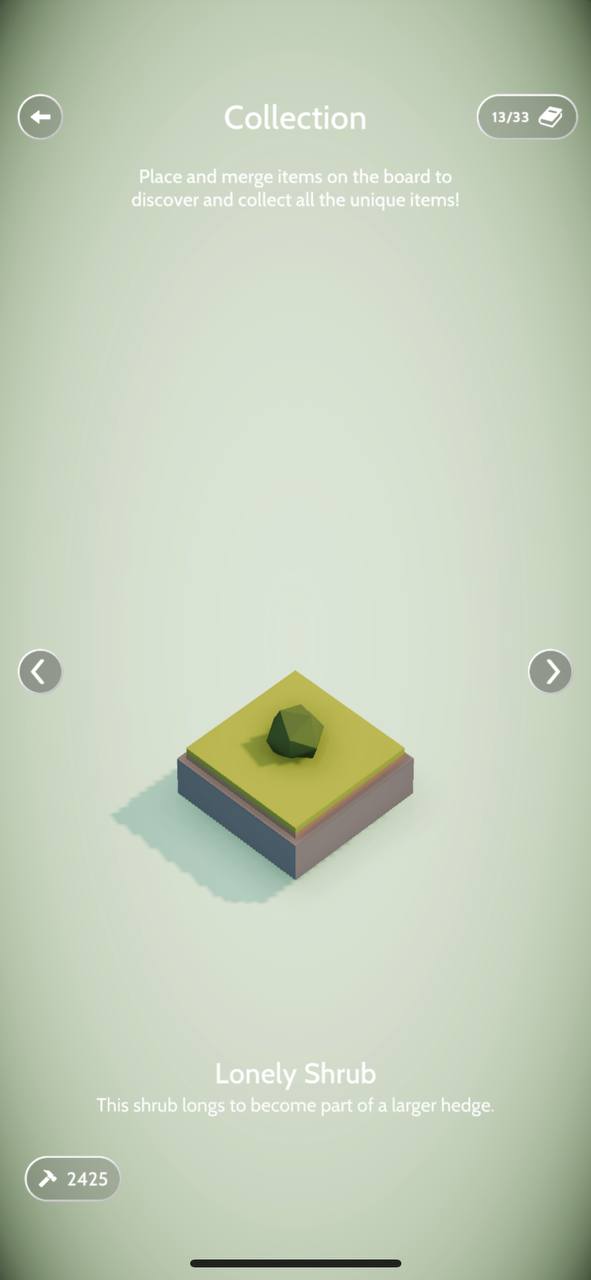 Collection
13/33
Place and merge items on the board to
discover and collect all the unique items!
Lonely Shrub
This shrub longs to become part of a larger hedge.
2425